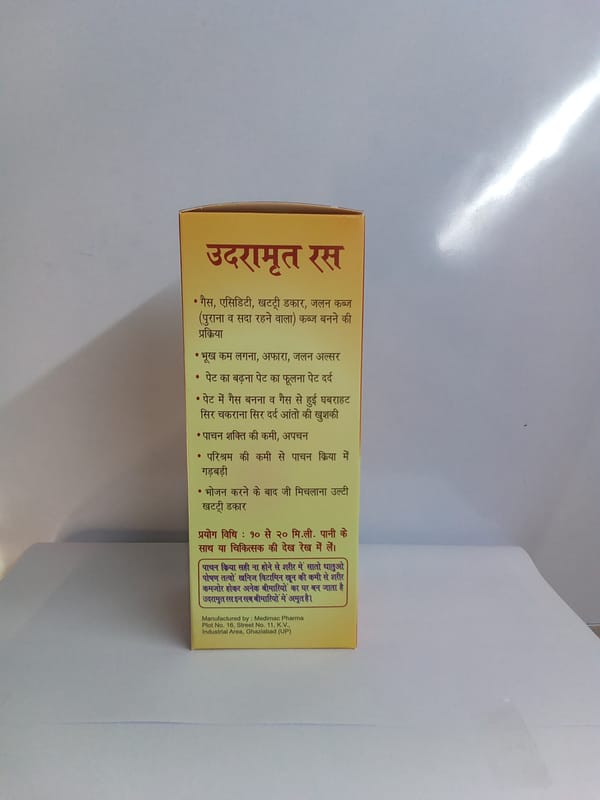 उदरामृत रस
• गैस, एसिडिटी, खटट्री डकार, जलन कब्ज
(पुराना व सदा रहने वाला) कब्ज बनने की
प्रक्रिया
• भूख कम लगना, अफारा, जलन अल्सर
• पेट का बढ़ना पेट का फूलना पेट दर्द
• पेट में गैस बनना व गैस से हुई घबराहट
सिर चकराना सिर दर्द आंतो की खुशकी
• पाचन शक्ति की कमी, अपचन
• परिश्रम की कमी से पाचन क्रिया में
गड़बड़ी
• भोजन करने के बाद जी मिचलाना उल्टी
खटट्री डकार
प्रयोग विधि : १० से २० मि.ली. पानी के
साथ या चिकित्सक की देख रेख में लें।
पाचन क्रिया सही ना होने से शरीर में सातो धातुओ
पोषण तत्वो खनिज विटामिन खून की कमी से शरीर
कमजोर होकर अनेक बीमारियो का घर बन जाता है
उदरामृत रस इन सब बीमारियो में अमृत है।
Manufactured by : Medimac Pharma
Plot No. 16, Street No. 11, K.V.,
Industrial Area, Ghaziabad (UP)